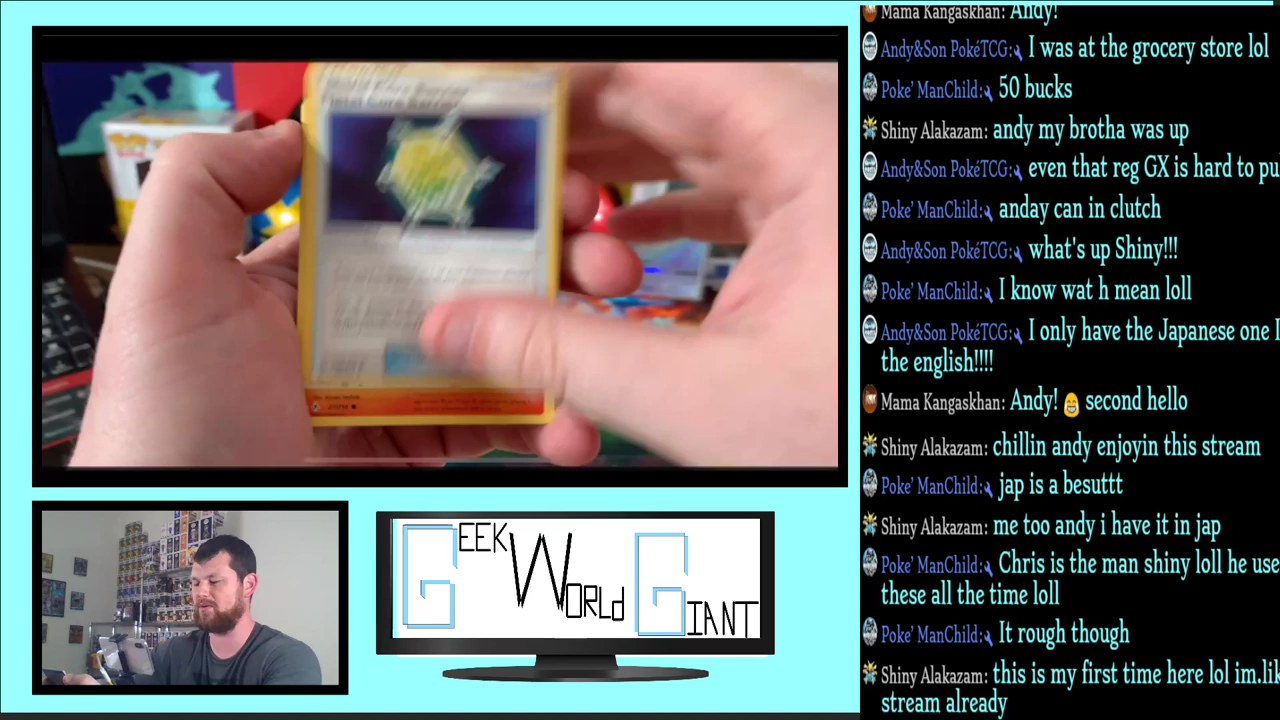 Mama Kangaskhan: Andy!
Andy&Son PokéTCG: I was at the grocery store lol
Poke' ManChild: 50 bucks
Shiny Alakazam: andy my brotha was up
Andy&Son PokéTCG: even that reg GX is hard to pu
Poke' ManChild: anday can in clutch
Andy&Son PokéTCG: what's up Shiny!!!
Poke' ManChild: I know wat h mean loll
Andy&Son PokéTCG: I only have the Japanese one I
the english!!!!
Mama Kangaskhan: Andy! 😁 second hello
Shiny Alakazam: chillin andy enjoyin this stream
Poke' ManChild: jap is a besuttt
Shiny Alakazam: me too andy i have it in jap
Poke' ManChild: Chris is the man shiny loll he use
these all the time loll
Poke' ManChild: It rough though
Shiny Alakazam: this is my first time here lol im.lik
stream already
GEEK WORLD GIANT